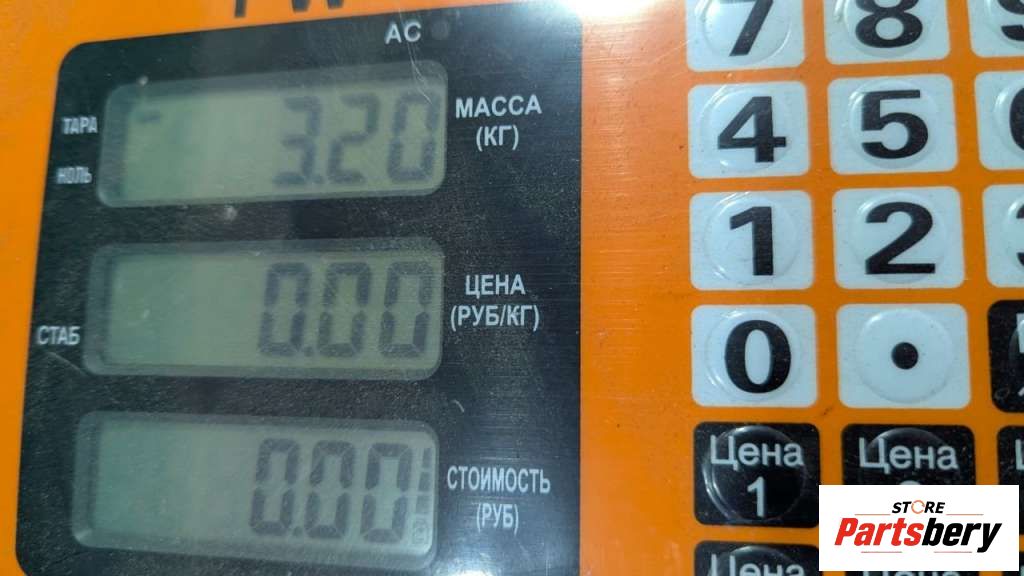 AC
ТАРА
НОЛЬ
- 3.20
МАССА
(КГ)
СТАБ
0.00
ЦЕНА
(РУБ/КГ)
0.00
СТОИМОСТЬ
(РУБ)
7 8
4 5
1 2
0 .
Цена
1
Цена
Цена
STORE
Partsbery